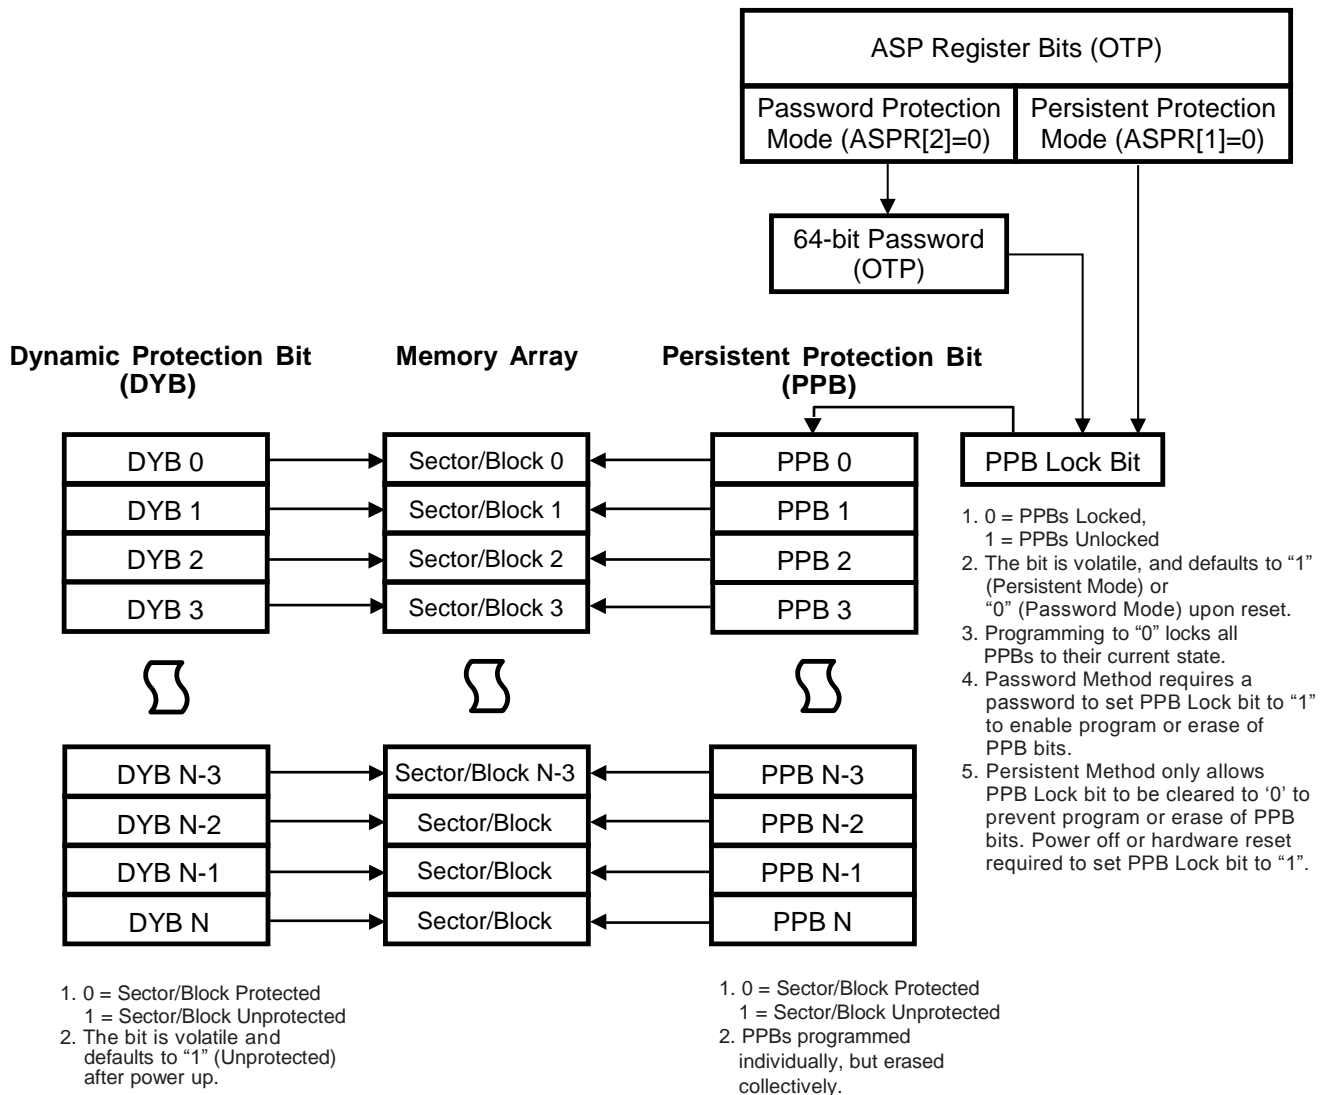 ASP Register Bits (OTP)
Password Protection
Mode (ASPR[2]=0)
Persistent Protection
Mode (ASPR[1]=0)
64-bit Password
(OTP)
Dynamic Protection Bit
(DYB)
Memory Array
Persistent Protection Bit
(PPB)
DYB 0
Sector/Block 0
PPB 0
PPB Lock Bit
DYB 1
Sector/Block 1
PPB 1
DYB 2
Sector/Block 2
PPB 2
DYB 3
Sector/Block 3
PPB 3
1. 0 = PPBs Locked,
1 = PPBs Unlocked
2. The bit is volatile, and defaults to “1”
(Persistent Mode) or
“0” (Password Mode) upon reset.
3. Programming to “0” locks all
PPBs to their current state.
4. Password Method requires a
password to set PPB Lock bit to “1”
to enable program or erase of
PPB bits.
5. Persistent Method only allows
PPB Lock bit to be cleared to ‘0’ to
prevent program or erase of PPB
bits. Power off or hardware reset
required to set PPB Lock bit to “1”.
DYB N-3
Sector/Block N-3
PPB N-3
DYB N-2
Sector/Block
PPB N-2
DYB N-1
Sector/Block
PPB N-1
DYB N
Sector/Block
PPB N
1. 0 = Sector/Block Protected
1 = Sector/Block Unprotected
2. The bit is volatile and
defaults to “1” (Unprotected)
after power up.
1. 0 = Sector/Block Protected
1 = Sector/Block Unprotected
2. PPBs programmed
individually, but erased
collectively.